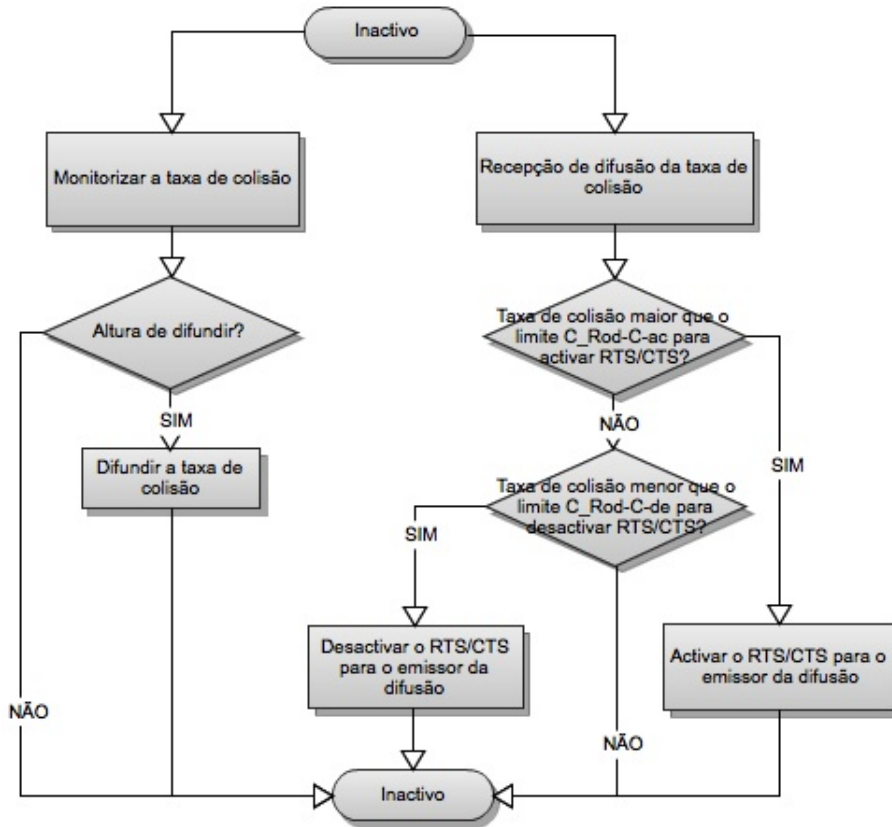 Inactivo
Monitorizar a taxa de colisão
Recepção de difusão da taxa de
colisão
Altura de difundir?
Taxa de colisão maior que o
limite C_Rod-C-ac para
activar RTS/CTS?
SIM
NÃO
SIM
Difundir a taxa de
colisão
Taxa de colisão menor que o
limite C_Rod-C-de para
desactivar RTS/CTS?
SIM
Desactivar o RTS/CTS
para o emissor da
difusão
Activar o RTS/CTS para o
emissor da difusão
NÃO
NÃO
Inactivo